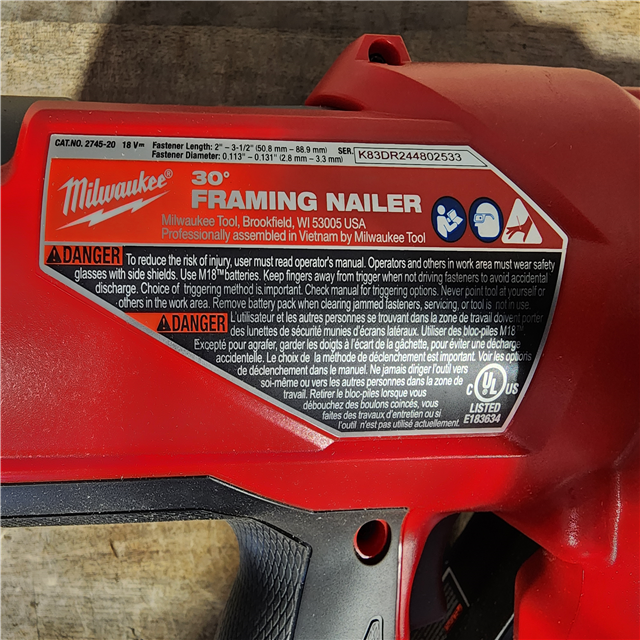 CAT.NO. 2745-20 18 V⎓ Fastener Length: 2" – 3-1/2" (50.8 mm – 88.9 mm)
Fastener Diameter: 0.113" – 0.131" (2.8 mm – 3.3 mm)
SER. K83DR244802533
Milwaukee
30°
FRAMING NAILER
Milwaukee Tool, Brookfield, WI 53005 USA
Professionally assembled in Vietnam by Milwaukee Tool
DANGER To reduce the risk of injury, user must read operator's manual. Operators and others in work area must wear safety
glasses with side shields. Use M18™ batteries. Keep fingers away from trigger when not driving fasteners to avoid accidental
discharge. Choice of triggering method is important. Check manual for triggering options. Never point tool at yourself or
others in the work area. Remove battery pack when clearing jammed fasteners, servicing, or tool is not in use.
DANGER L'utilisateur et les autres personnes se trouvant dans la zone de travail doivent porter
des lunettes de sécurité munies d'écrans latéraux. Utiliser des bloc-piles M18™.
Excepté pour agrafer, garder les doigts à l'écart de la gâchette, pour éviter une décharge
accidentelle. Le choix de la méthode de déclenchement est important. Voir les options
de déclenchement dans le manuel. Ne jamais diriger l'outil vers
soi-même ou vers les autres personnes dans la zone de
travail. Retirer le bloc-piles lorsque vous
débouchez des boulons coincés, vous
faites des travaux d'entretien ou si
l'outil n'est pas utilisé actuellement.
C UL US
LISTED
E183634